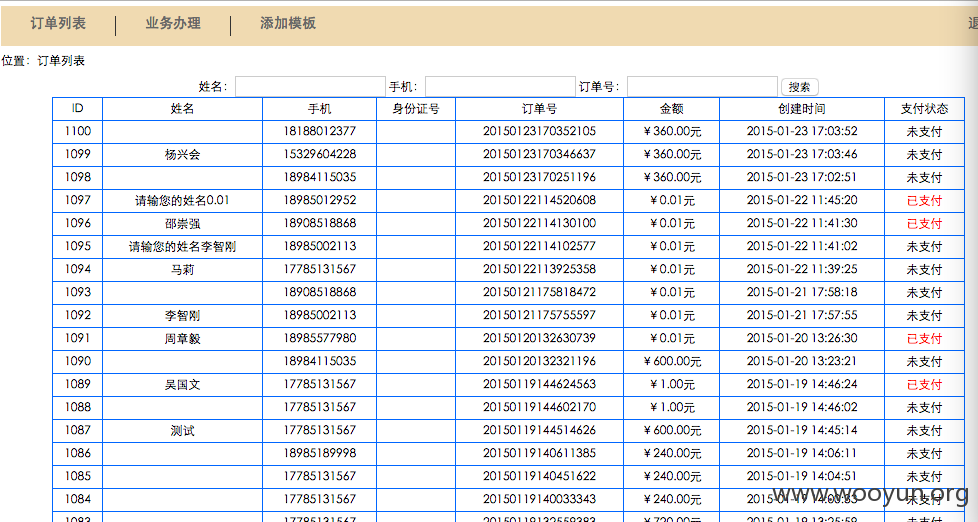 订单列表 业务办理 添加模板
位置：订单列表
姓名： 手机： 订单号： 搜索
ID 姓名 手机 身份证号 订单号 金额 创建时间 支付状态
1100 18188012377 20150123170352105 ￥360.00元 2015-01-23 17:03:52 未支付
1099 杨兴会 15329604228 20150123170346637 ￥360.00元 2015-01-23 17:03:46 未支付
1098 18984115035 20150123170251196 ￥360.00元 2015-01-23 17:02:51 未支付
1097 请输您的姓名0.01 18985012952 20150122114520608 ￥0.01元 2015-01-22 11:45:20 已支付
1096 邵崇强 18908518868 20150122114130100 ￥0.01元 2015-01-22 11:41:30 已支付
1095 请输您的姓名李智刚 18985002113 20150122114102577 ￥0.01元 2015-01-22 11:41:02 未支付
1094 马莉 17785131567 20150122113925358 ￥0.01元 2015-01-22 11:39:25 未支付
1093 18908518868 20150121175818472 ￥0.01元 2015-01-21 17:58:18 未支付
1092 李智刚 18985002113 20150121175755597 ￥0.01元 2015-01-21 17:57:55 未支付
1091 周章毅 18985577980 20150120132630739 ￥0.01元 2015-01-20 13:26:30 已支付
1090 18984115035 20150120132321196 ￥600.00元 2015-01-20 13:23:21 未支付
1089 吴国文 17785131567 20150119144624563 ￥1.00元 2015-01-19 14:46:24 已支付
1088 17785131567 20150119144602170 ￥1.00元 2015-01-19 14:46:02 未支付
1087 测试 17785131567 20150119144514626 ￥600.00元 2015-01-19 14:45:14 未支付
1086 18985189998 20150119140611385 ￥240.00元 2015-01-19 14:06:11 未支付
1085 17785131567 20150119140451622 ￥240.00元 2015-01-19 14:04:51 未支付
1084 17785131567 20150119140033343 ￥240.00元 2015-01-19 14:00:33 未支付
www.wooyun.org